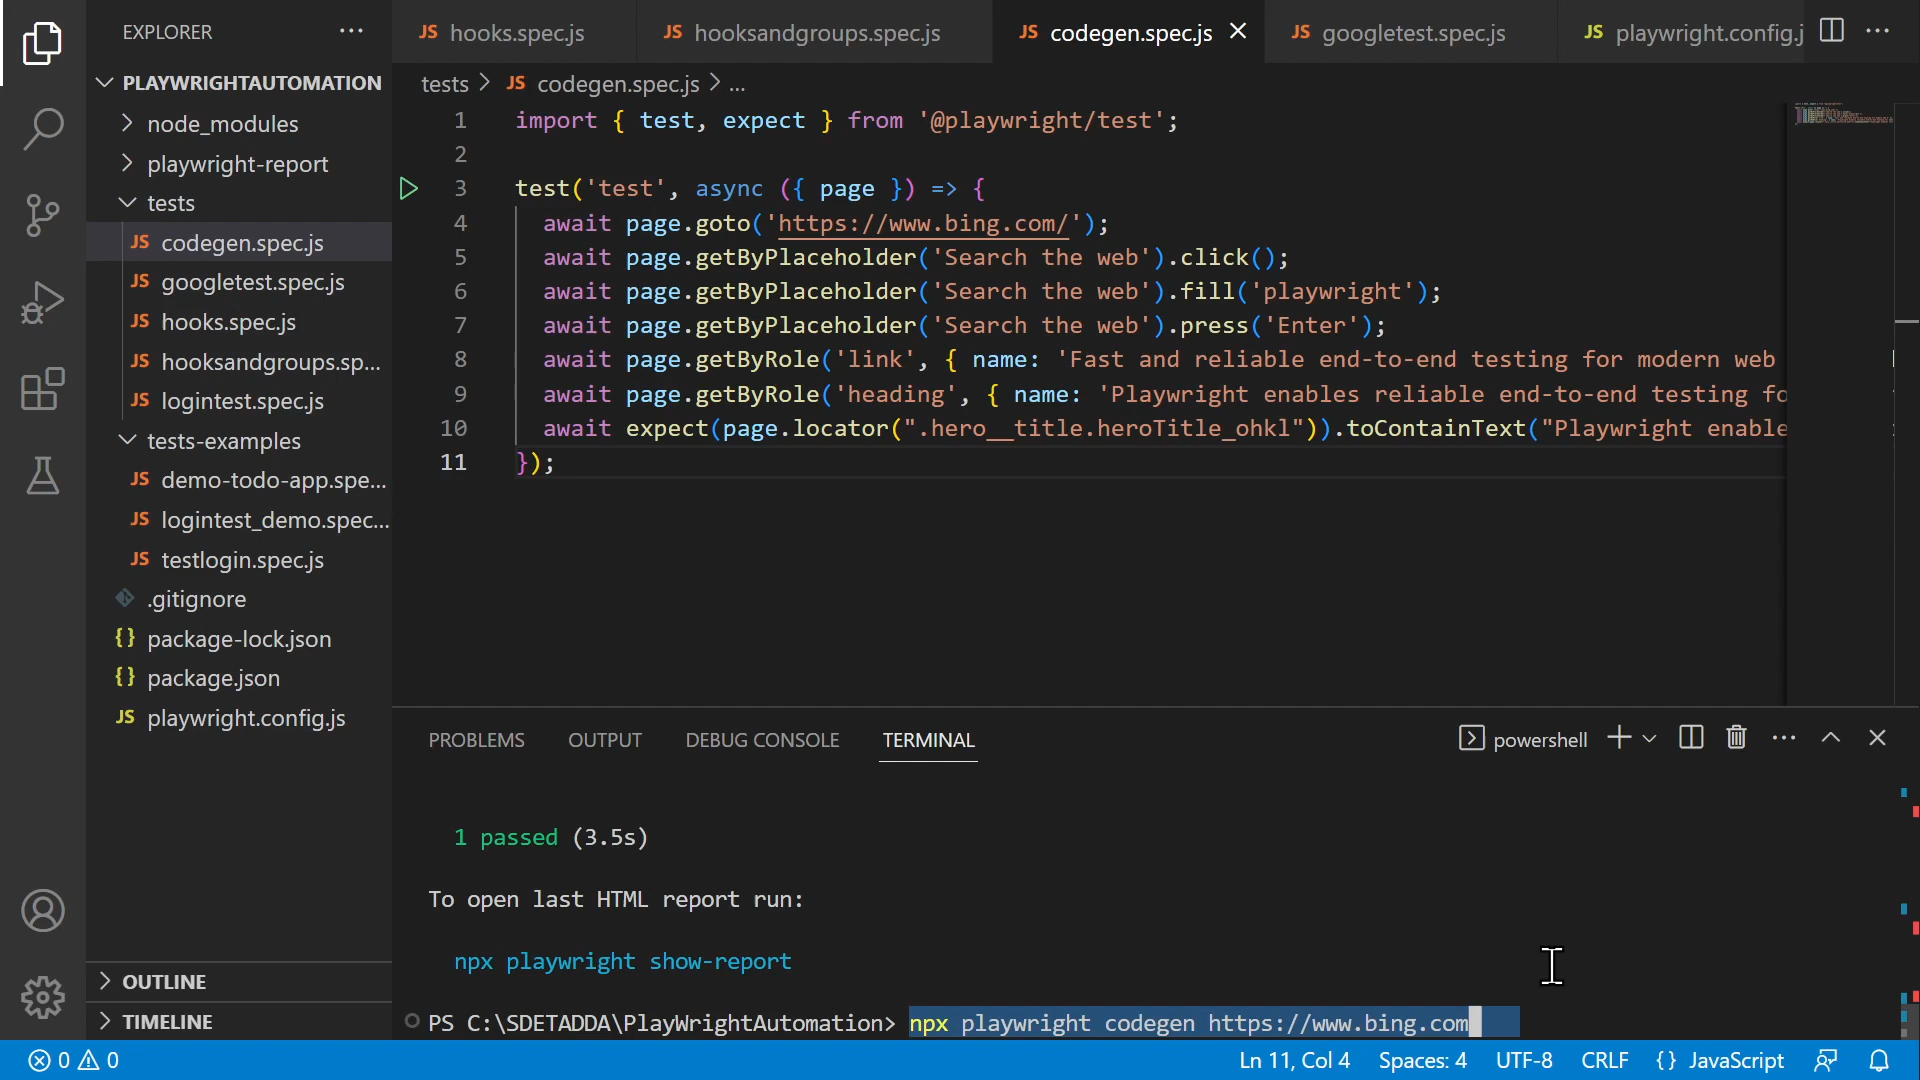 EXPLORER
PLAYWRIGHTAUTOMATION
node_modules
playwright-report
tests
JS codegen.spec.js
JS googletest.spec.js
JS hooks.spec.js
JS hooksandgroups.sp...
JS logintest.spec.js
tests-examples
JS demo-todo-app.spe...
JS logintest_demo.spec...
JS testlogin.spec.js
.gitignore
{} package-lock.json
{} package.json
JS playwright.config.js
OUTLINE
TIMELINE
JS hooks.spec.js JS hooksandgroups.spec.js JS codegen.spec.js JS googletest.spec.js JS playwright.config.j
tests > JS codegen.spec.js > ...
1 import { test, expect } from '@playwright/test';
2
3 test('test', async ({ page }) => {
4 await page.goto('https://www.bing.com/');
5 await page.getByPlaceholder('Search the web').click();
6 await page.getByPlaceholder('Search the web').fill('playwright');
7 await page.getByPlaceholder('Search the web').press('Enter');
8 await page.getByRole('link', { name: 'Fast and reliable end-to-end testing for modern web
9 await page.getByRole('heading', { name: 'Playwright enables reliable end-to-end testing fo
10 await expect(page.locator(".hero__title.heroTitle_ohkl")).toContainText("Playwright enable
11 });
PROBLEMS OUTPUT DEBUG CONSOLE TERMINAL
powershell
1 passed (3.5s)
To open last HTML report run:
npx playwright show-report
PS C:\SDETADDA\PlayWrightAutomation> npx playwright codegen https://www.bing.com
0 0
Ln 11, Col 4 Spaces: 4 UTF-8 CRLF {} JavaScript